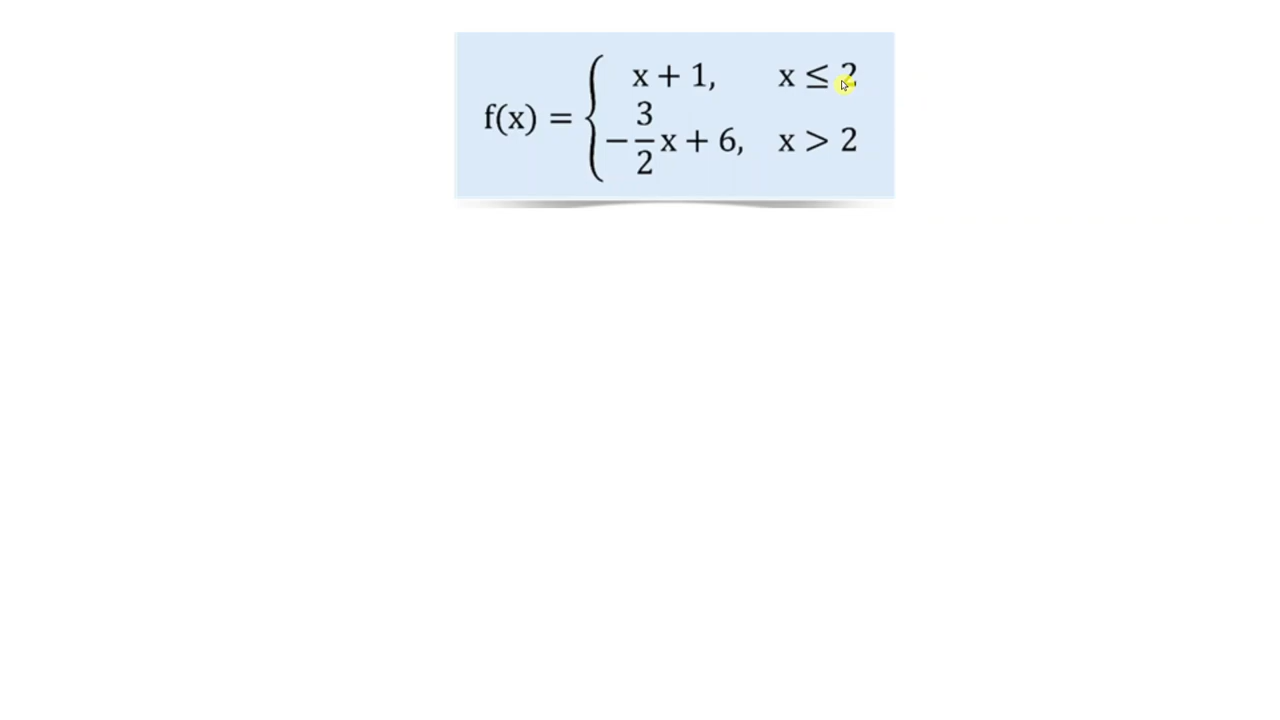 f(x) = { x + 1, x ≤ 2
−3/2x + 6, x > 2